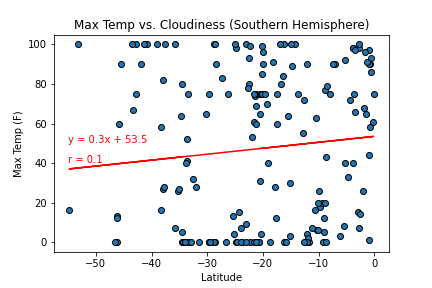 Max Temp vs. Cloudiness (Southern Hemisphere)
100
80
60
40
20
0
Max Temp (F)
y = 0.3x + 53.5
r = 0.1
−50
−40
−30
−20
−10
0
Latitude